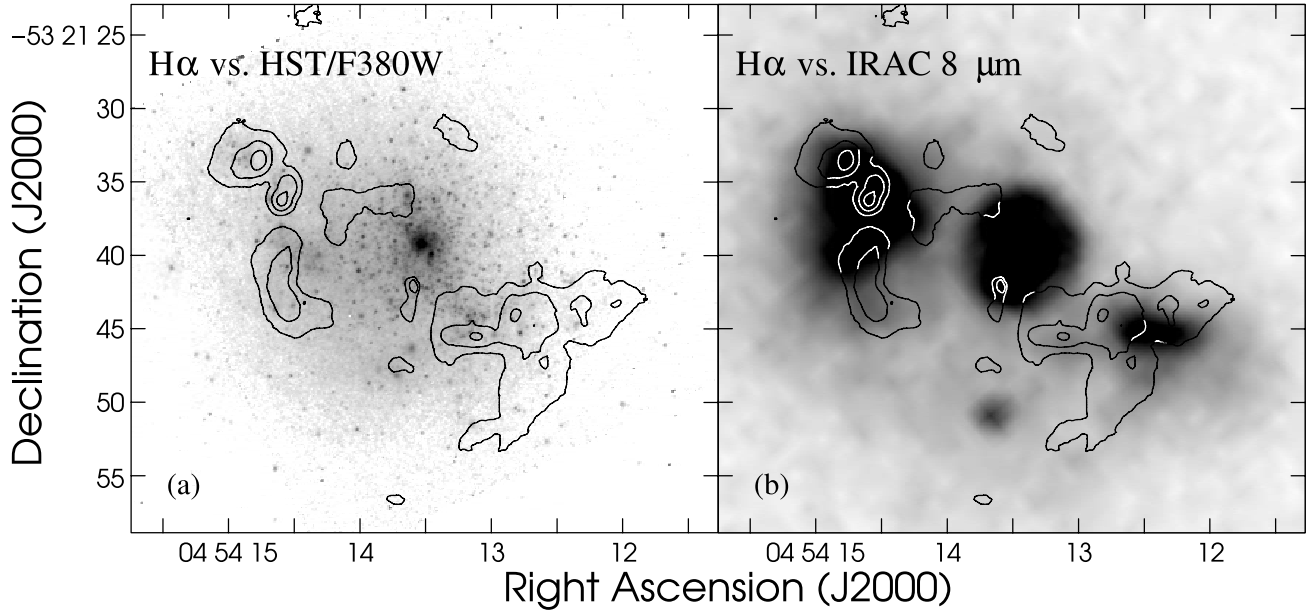 −53 21 25
Hα vs. HST/F380W
Hα vs. IRAC 8 μm
30
35
40
45
50
55
Declination (J2000)
(a)
(b)
04 54 15
14
13
12
04 54 15
14
13
12
Right Ascension (J2000)